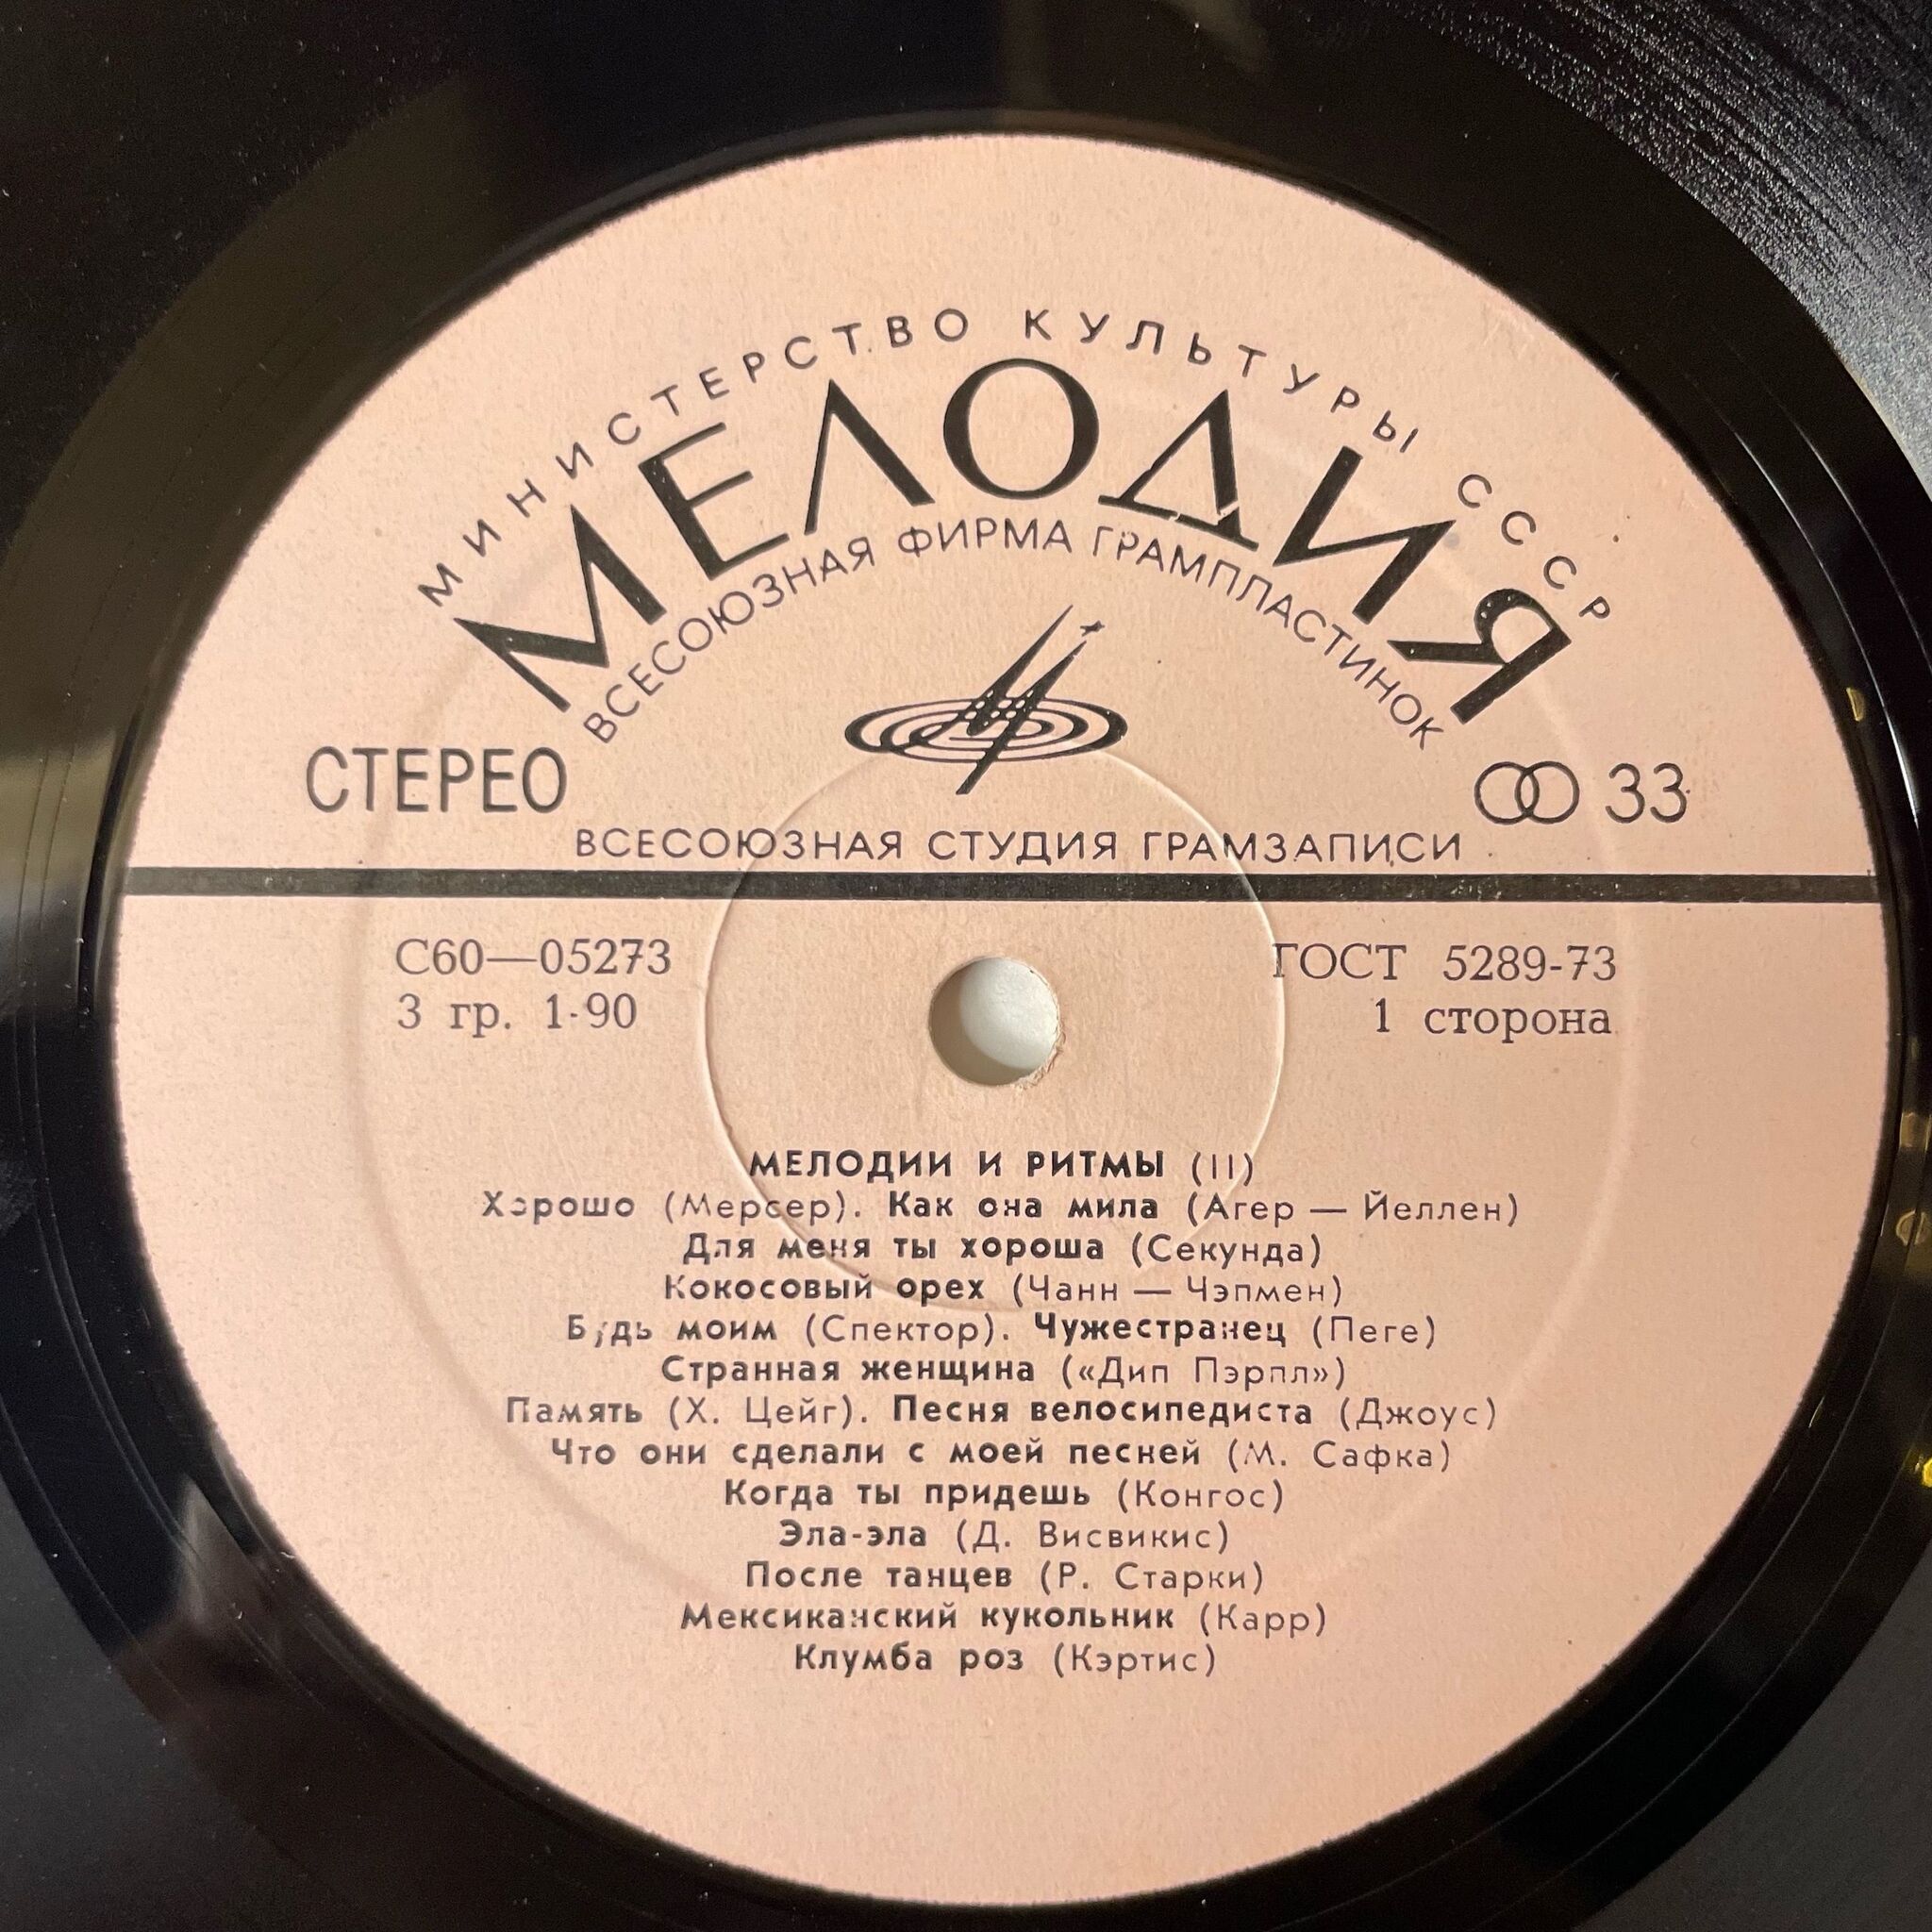 МИНИСТЕРСТВО КУЛЬТУРЫ СССР
МЕЛОДИЯ
ВСЕСОЮЗНАЯ ФИРМА ГРАМПЛАСТИНОК
СТЕРЕО
33
ВСЕСОЮЗНАЯ СТУДИЯ ГРАМЗАПИСИ
С60—05273
ГОСТ 5289-73
3 гр. 1-90
1 сторона
МЕЛОДИИ И РИТМЫ (II)
Хорошо (Мерсер). Как она мила (Агер — Йеллен)
Для меня ты хороша (Секунда)
Кокосовый орех (Чанн — Чэпмен)
Будь моим (Спектор). Чужестранец (Пеге)
Странная женщина («Дип Пэрпл»)
Память (Х. Цейг). Песня велосипедиста (Джоус)
Что они сделали с моей песней (М. Сафка)
Когда ты придешь (Конгос)
Эла-эла (Д. Висвикис)
После танцев (Р. Старки)
Мексиканский кукольник (Карр)
Клумба роз (Кэртис)